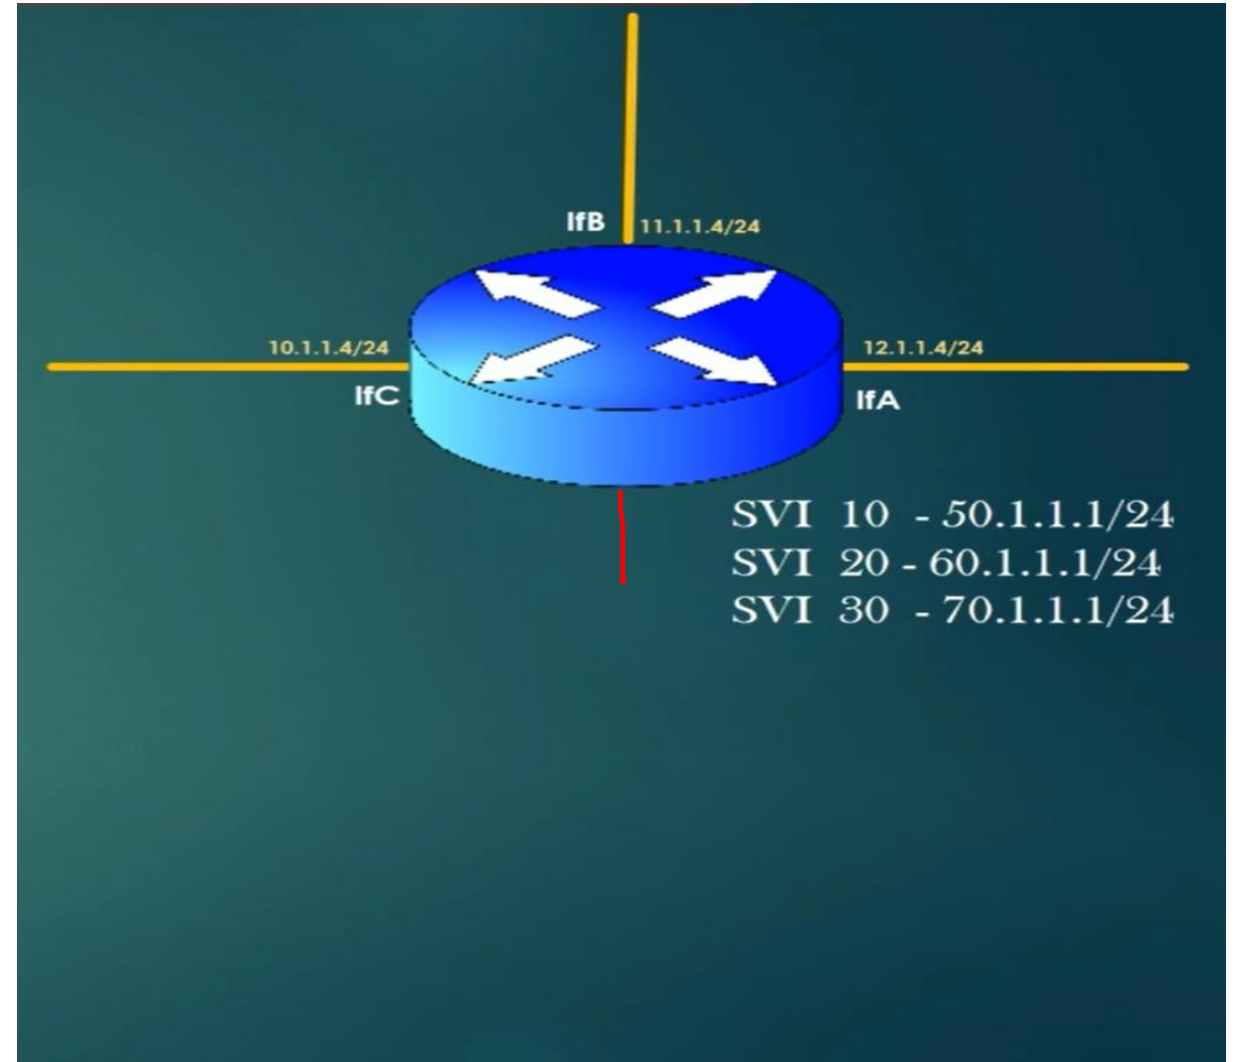 IfB 11.1.1.4/24
10.1.1.4/24 12.1.1.4/24
IfC IfA
SVI 10 - 50.1.1.1/24
SVI 20 - 60.1.1.1/24
SVI 30 - 70.1.1.1/24